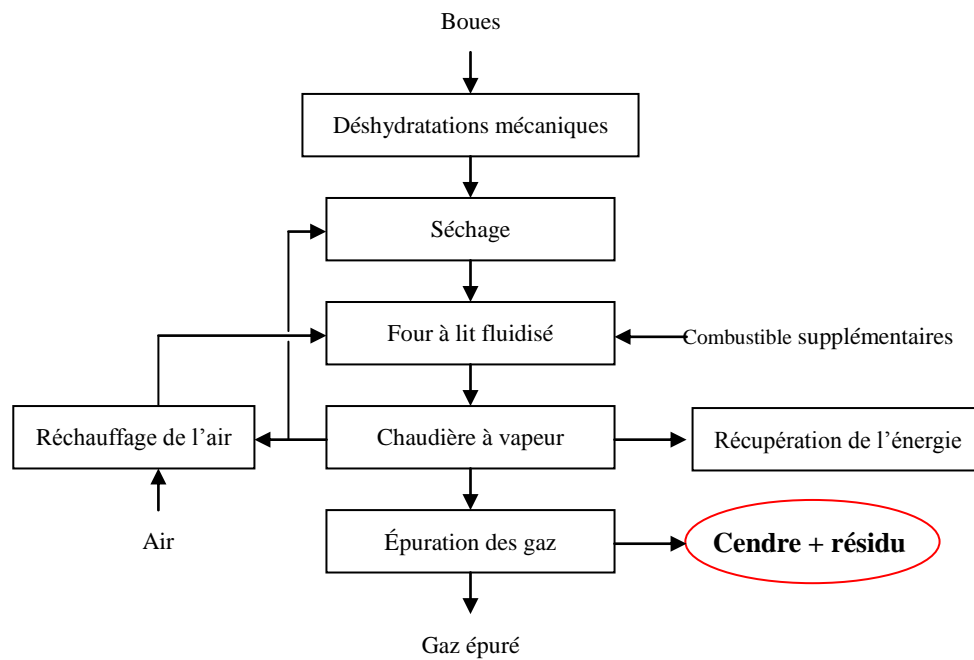 Boues
Déshydratations mécaniques
Séchage
Four à lit fluidisé
Combustible supplémentaires
Réchauffage de l’air
Chaudière à vapeur
Récupération de l’énergie
Air
Épuration des gaz
Cendre + résidu
Gaz épuré